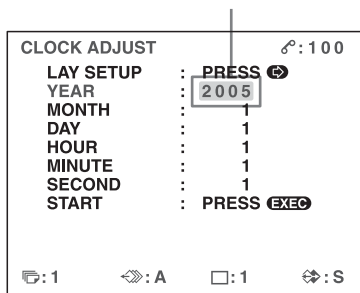 CLOCK ADJUST :100
LAY SETUP : PRESS
YEAR : 2005
MONTH : 1
DAY : 1
HOUR : 1
MINUTE : 1
SECOND : 1
START : PRESS EXEC
:1 :A :1 :S